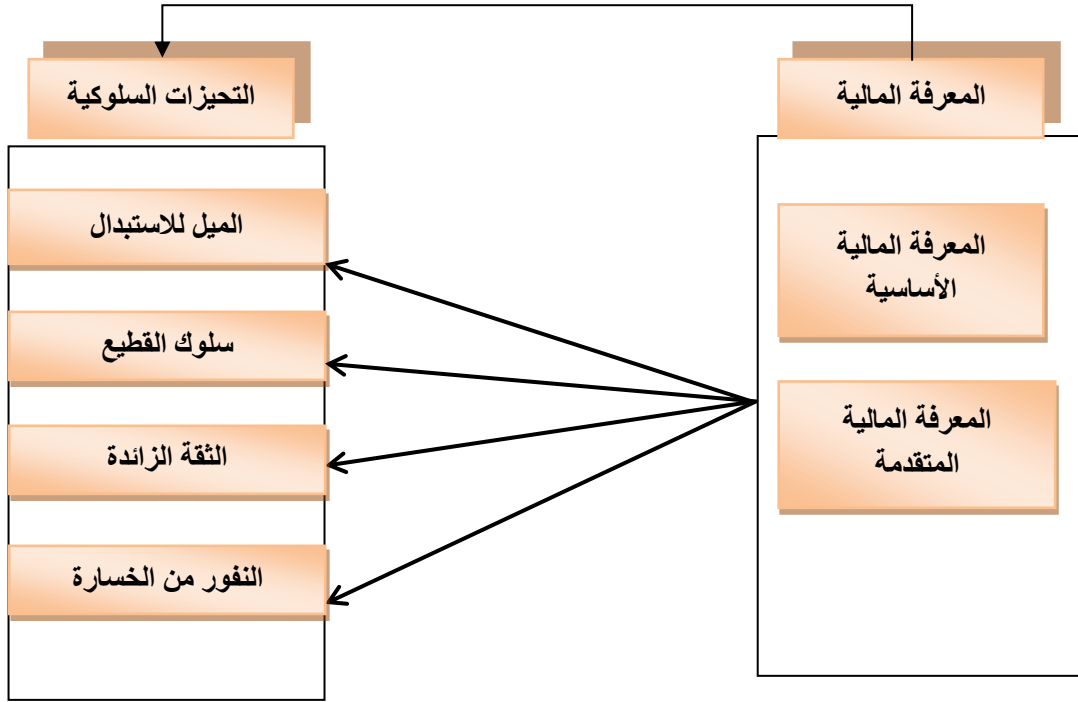 المعرفة المالية
المعرفة المالية
الأساسية
المعرفة المالية
المتقدمة
التحيزات السلوكية
الميل للاستبدال
سلوك القطيع
الثقة الزائدة
النفور من الخسارة